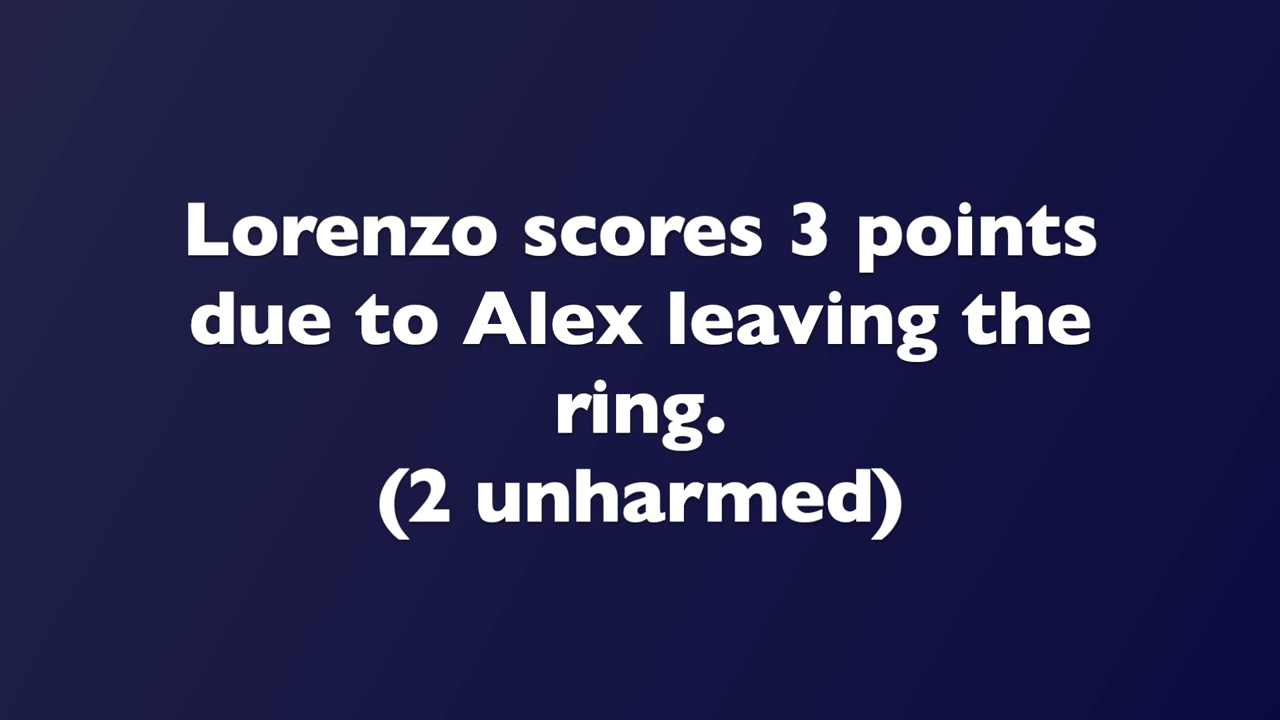 Lorenzo scores 3 points
due to Alex leaving the
ring.
(2 unharmed)